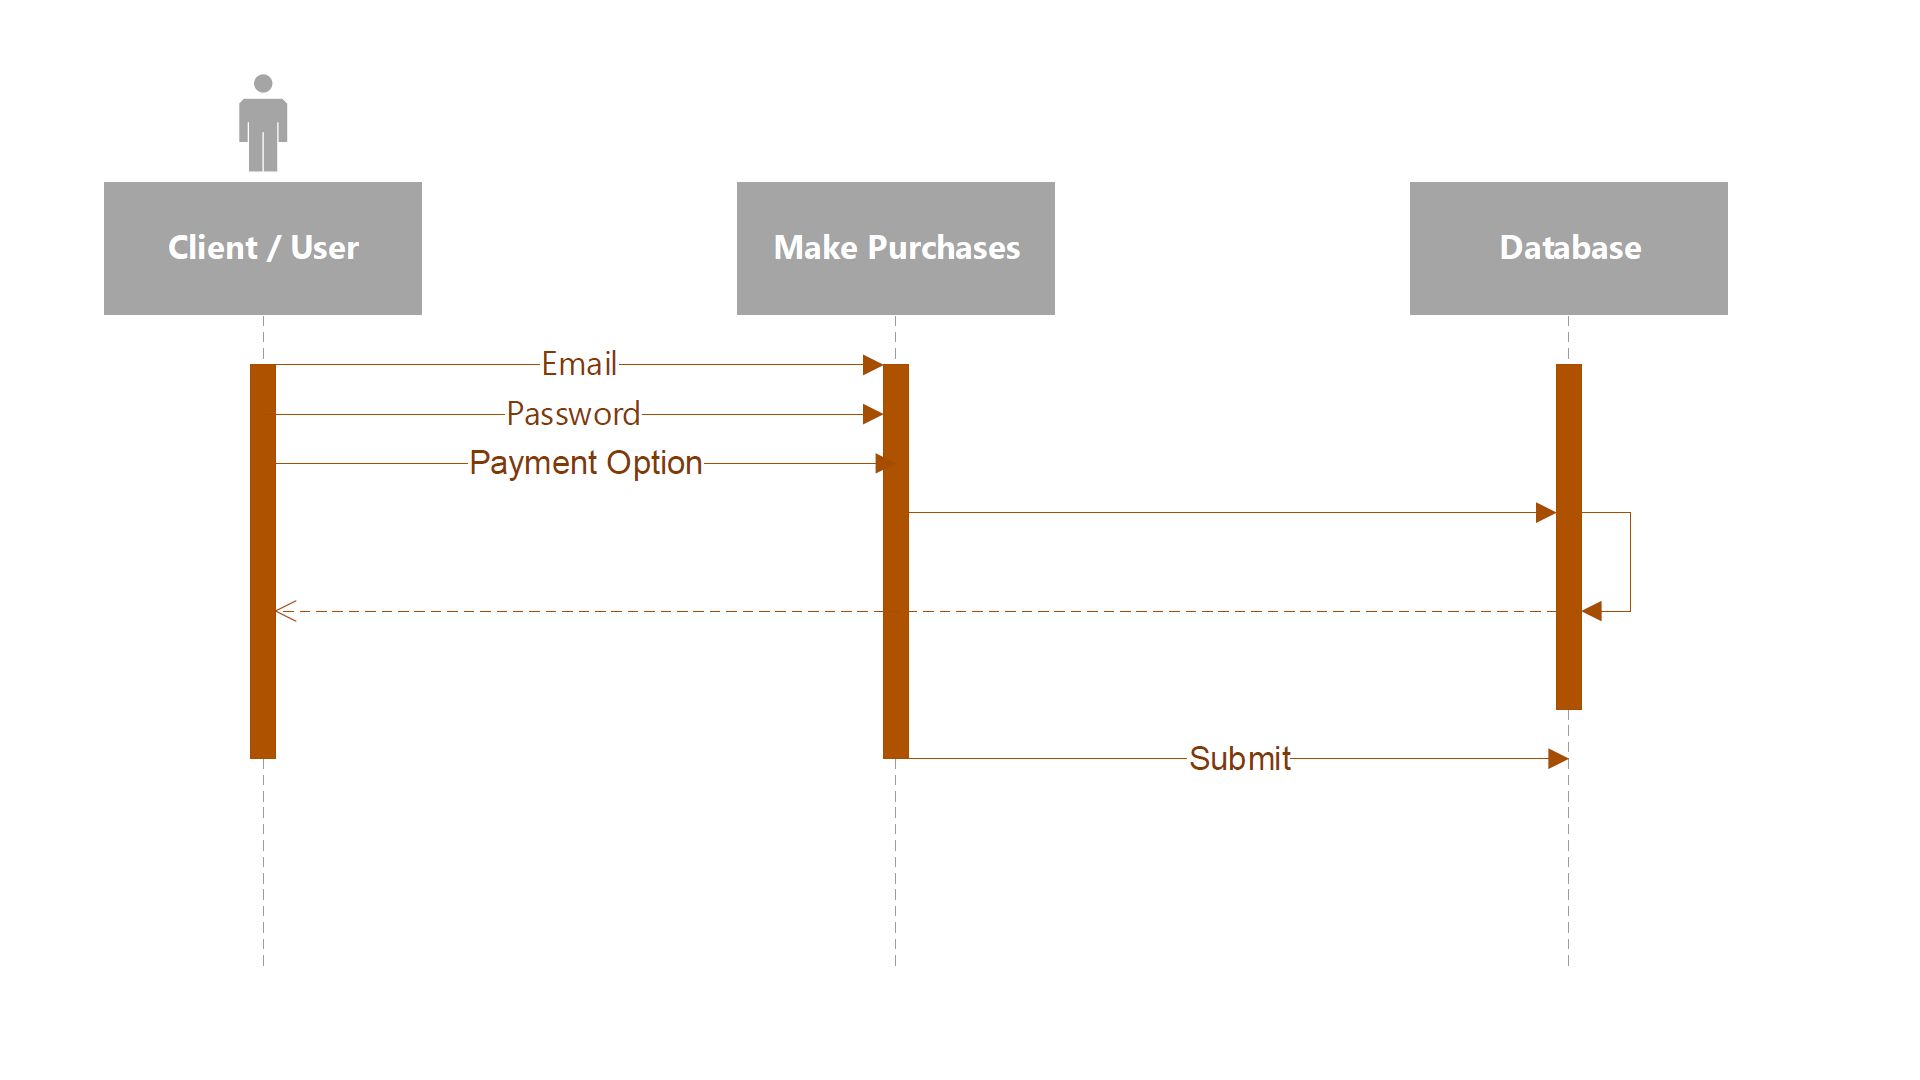 Client / User
Make Purchases
Database
Email
Password
Payment Option
Submit